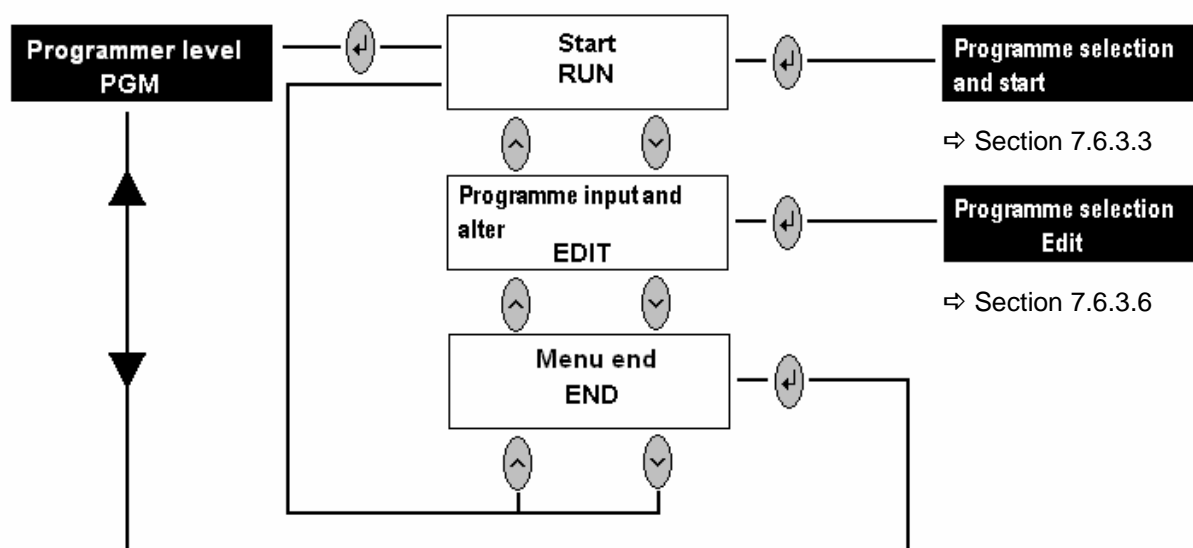 Programmer level
PGM
Start
RUN
Programme selection
and start
⇨ Section 7.6.3.3
Programme input and
alter
EDIT
Programme selection
Edit
⇨ Section 7.6.3.6
Menu end
END